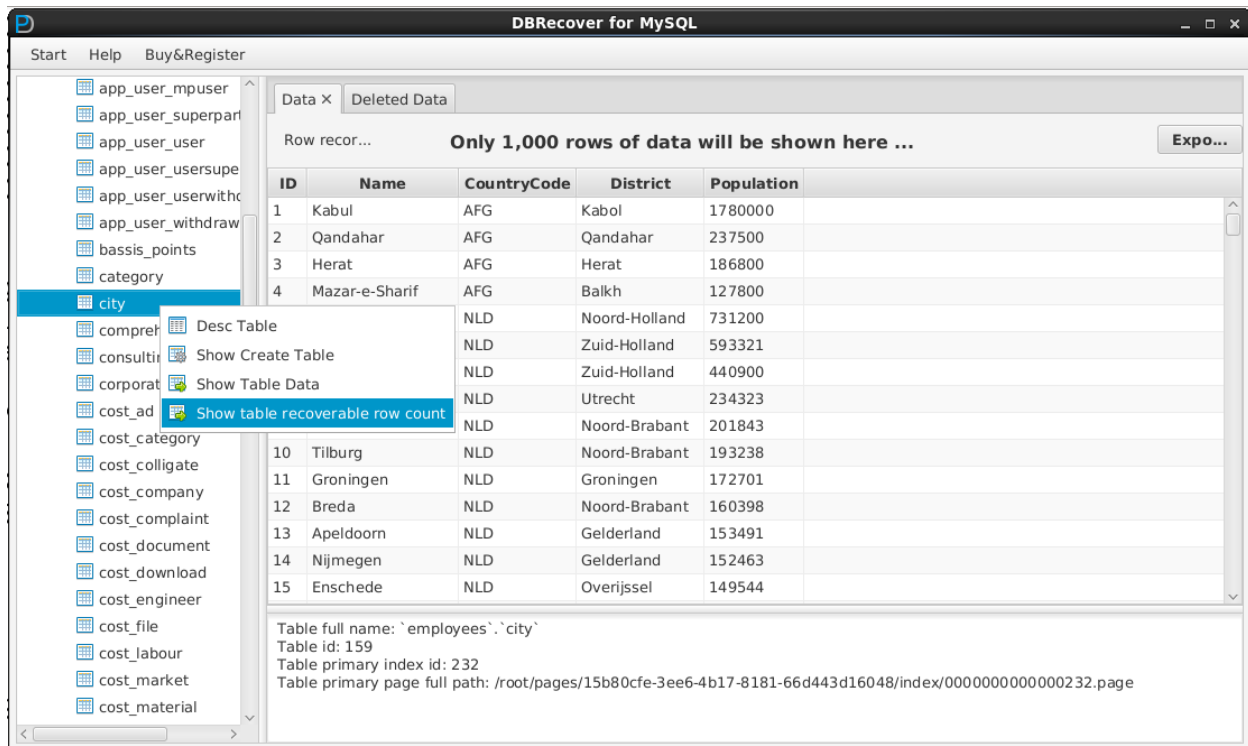 DBRecover for MySQL
Start Help Buy&Register
app_user_mpuser
app_user_superpart
app_user_user
app_user_usersupe
app_user_userwithd
app_user_withdraw
bassis_points
category
city
compreh
consultin
corporat
cost_ad
cost_category
cost_colligate
cost_company
cost_complaint
cost_document
cost_download
cost_engineer
cost_file
cost_labour
cost_market
cost_material
Desc Table
Show Create Table
Show Table Data
Show table recoverable row count
Data × Deleted Data
Row recor... Only 1,000 rows of data will be shown here ... Expo...
ID Name CountryCode District Population
1 Kabul AFG Kabol 1780000
2 Qandahar AFG Qandahar 237500
3 Herat AFG Herat 186800
4 Mazar-e-Sharif AFG Balkh 127800
NLD Noord-Holland 731200
NLD Zuid-Holland 593321
NLD Zuid-Holland 440900
NLD Utrecht 234323
NLD Noord-Brabant 201843
10 Tilburg NLD Noord-Brabant 193238
11 Groningen NLD Groningen 172701
12 Breda NLD Noord-Brabant 160398
13 Apeldoorn NLD Gelderland 153491
14 Nijmegen NLD Gelderland 152463
15 Enschede NLD Overijssel 149544
Table full name: `employees`.`city`
Table id: 159
Table primary index id: 232
Table primary page full path: /root/pages/15b80cfe-3ee6-4b17-8181-66d443d16048/index/0000000000000232.page